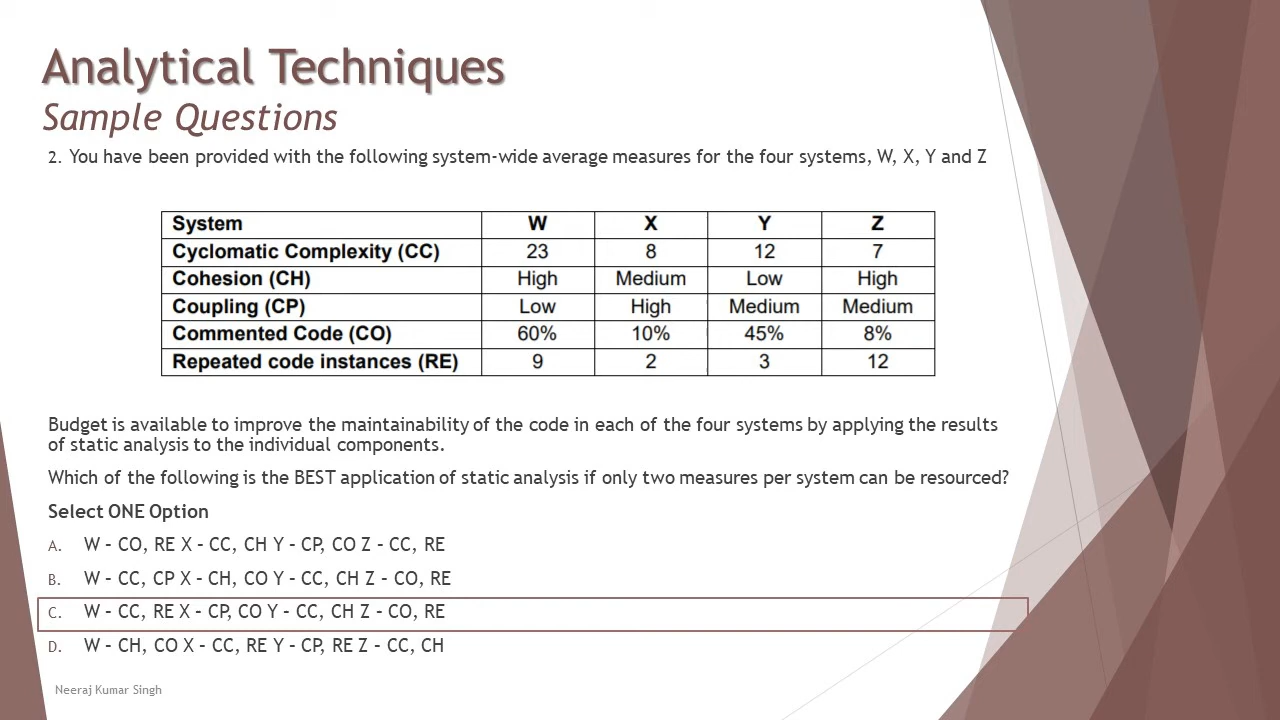 Analytical Techniques
Sample Questions
2. You have been provided with the following system-wide average measures for the four systems, W, X, Y and Z
System W X Y Z
Cyclomatic Complexity (CC) 23 8 12 7
Cohesion (CH) High Medium Low High
Coupling (CP) Low High Medium Medium
Commented Code (CO) 60% 10% 45% 8%
Repeated code instances (RE) 9 2 3 12
Budget is available to improve the maintainability of the code in each of the four systems by applying the results
of static analysis to the individual components.
Which of the following is the BEST application of static analysis if only two measures per system can be resourced?
Select ONE Option
A. W – CO, RE X – CC, CH Y – CP, CO Z – CC, RE
B. W – CC, CP X – CH, CO Y – CC, CH Z – CO, RE
C. W – CC, RE X – CP, CO Y – CC, CH Z – CO, RE
D. W – CH, CO X – CC, RE Y – CP, RE Z – CC, CH
Neeraj Kumar Singh